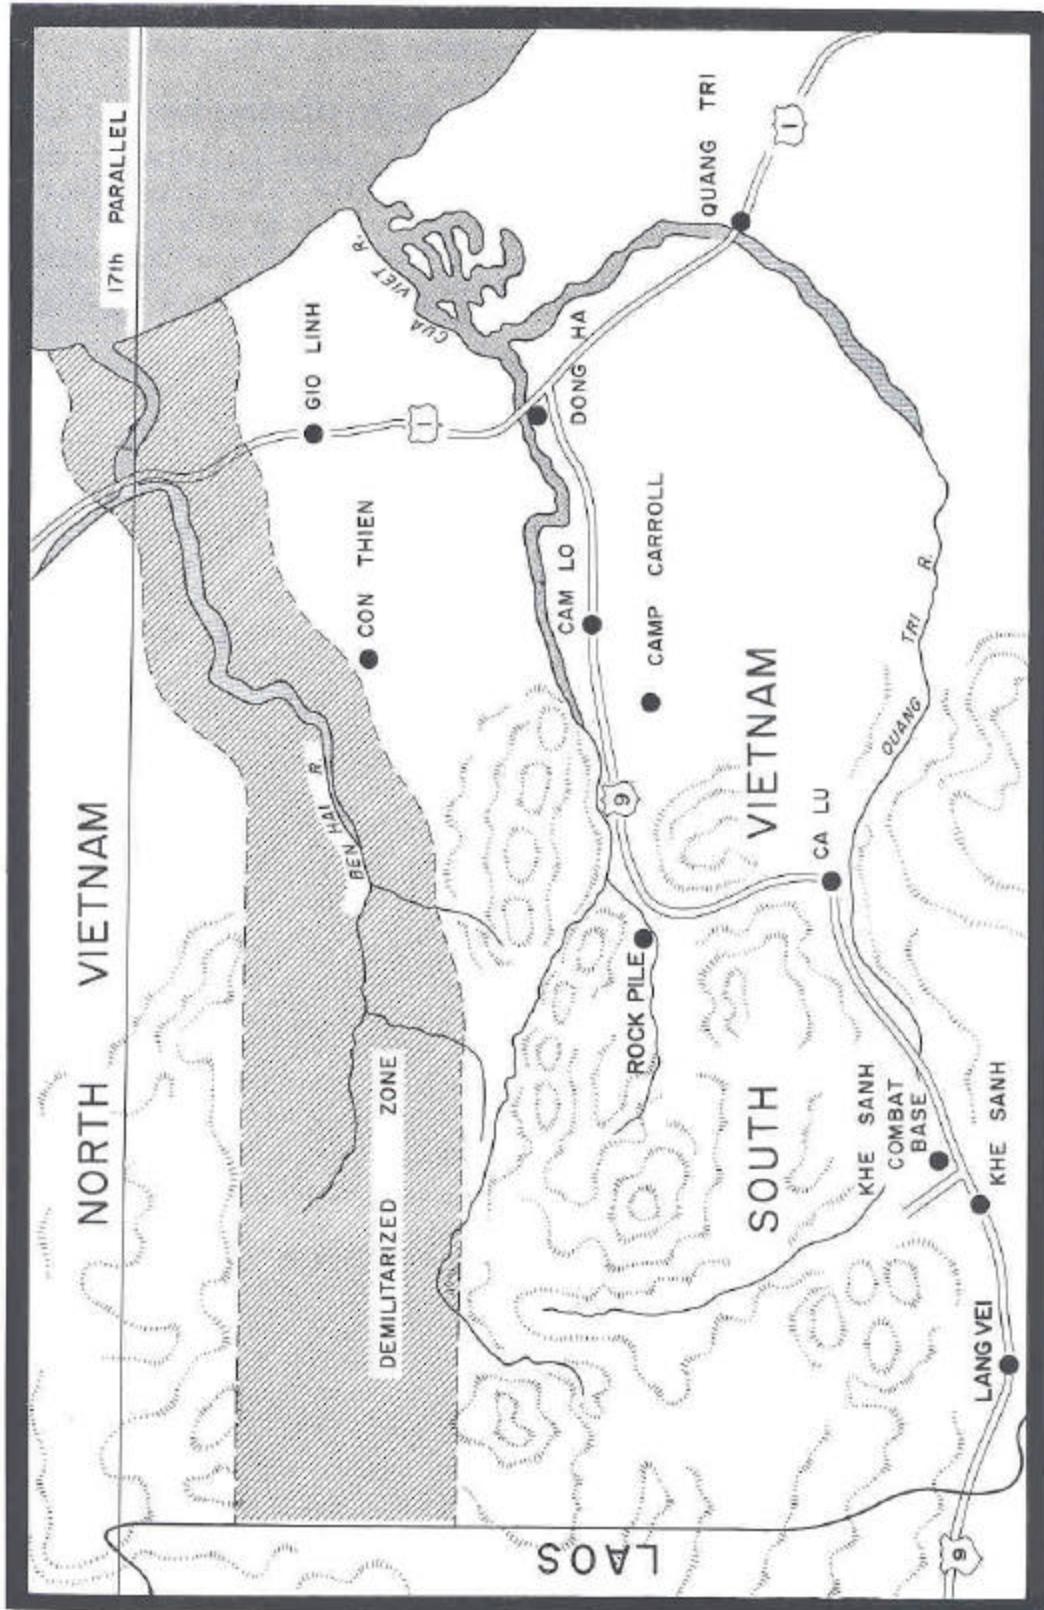 NORTH VIETNAM
17th PARALLEL
DEMILITARIZED ZONE
BEN HAI R.
GIO LINH
1
CON THIEN
CUA VIET R.
DONG HA
CAM LO
CAMP CARROLL
9
ROCK PILE
QUANG TRI
1
SOUTH VIETNAM
CA LU
QUANG TRI R.
KHE SANH
COMBAT
BASE
KHE SANH
LANG VEI
LAOS
9